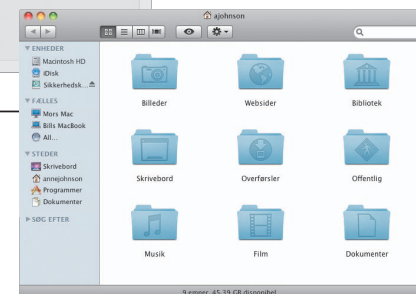 ajohnson
ENHEDER
Macintosh HD
iDisk
Sikkerhedsk...
FÆLLES
Mors Mac
Bills MacBook
All...
STEDER
Skrivebord
annejohnson
Programmer
Dokumenter
SØG EFTER
Billeder
Websider
Bibliotek
Skrivebord
Overførsler
Offentlig
Musik
Film
Dokumenter
9 emner, 45,39 GB disponibel